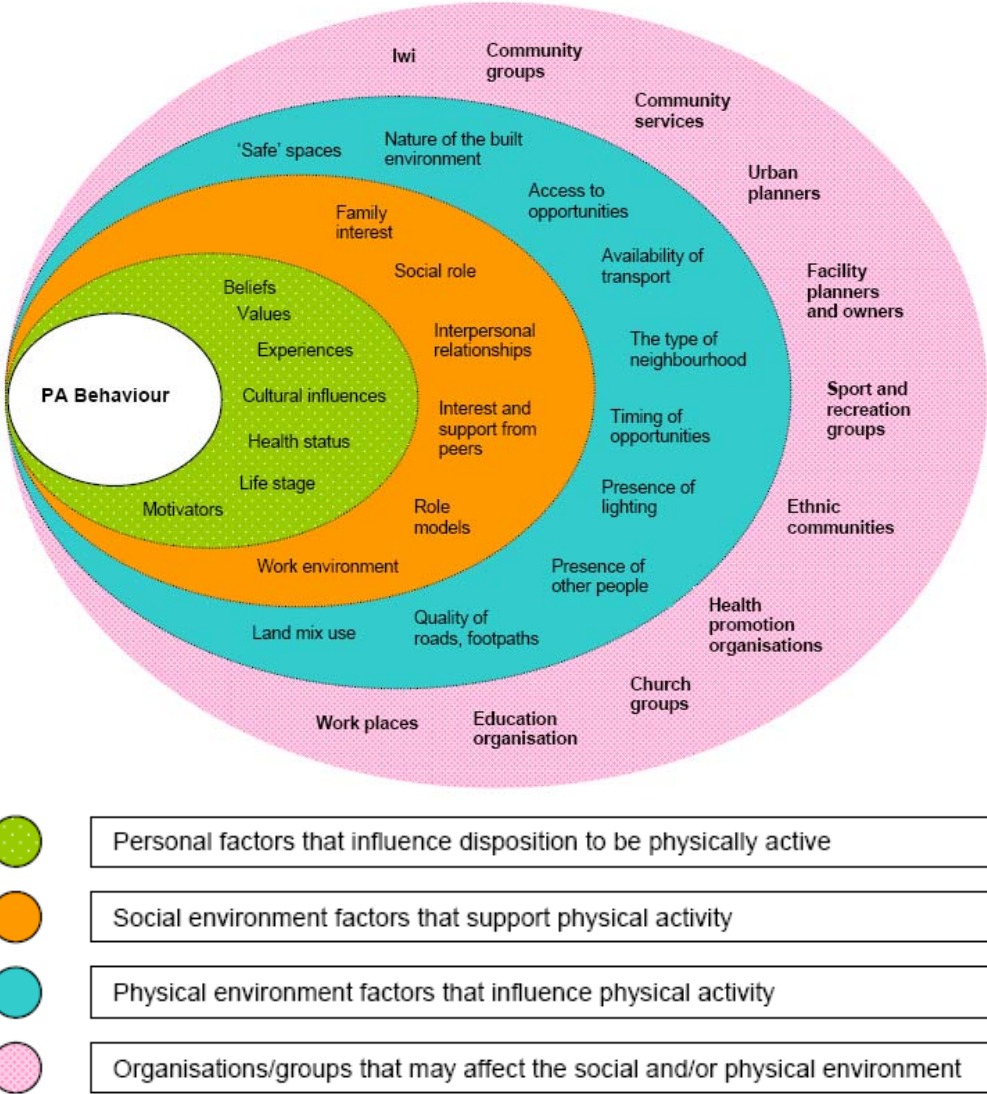 Iwi
Community
groups
Community
services
Urban
planners
Facility
planners
and owners
Sport and
recreation
groups
Ethnic
communities
Health
promotion
organisations
Church
groups
Education
organisation
Work places
'Safe' spaces
Nature of the built
environment
Access to
opportunities
Availability of
transport
The type of
neighbourhood
Timing of
opportunities
Presence of
lighting
Presence of
other people
Quality of
roads, footpaths
Land mix use
Family
interest
Social role
Interpersonal
relationships
Interest and
support from
peers
Role
models
Work environment
Beliefs
Values
Experiences
Cultural influences
Health status
Life stage
Motivators
PA Behaviour
Personal factors that influence disposition to be physically active
Social environment factors that support physical activity
Physical environment factors that influence physical activity
Organisations/groups that may affect the social and/or physical environment